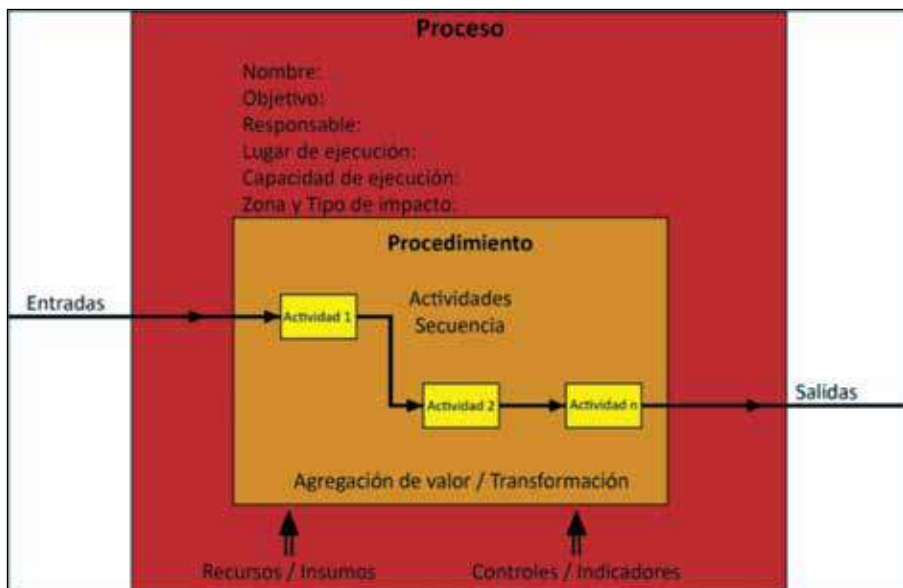 Proceso
Nombre:
Objetivo:
Responsable:
Lugar de ejecución:
Capacidad de ejecución:
Zona y Tipo de impacto:
Procedimiento
Entradas
Actividad 1
Actividades
Secuencia
Actividad 2
Actividad n
Salidas
Agregación de valor / Transformación
Recursos / Insumos
Controles / Indicadores